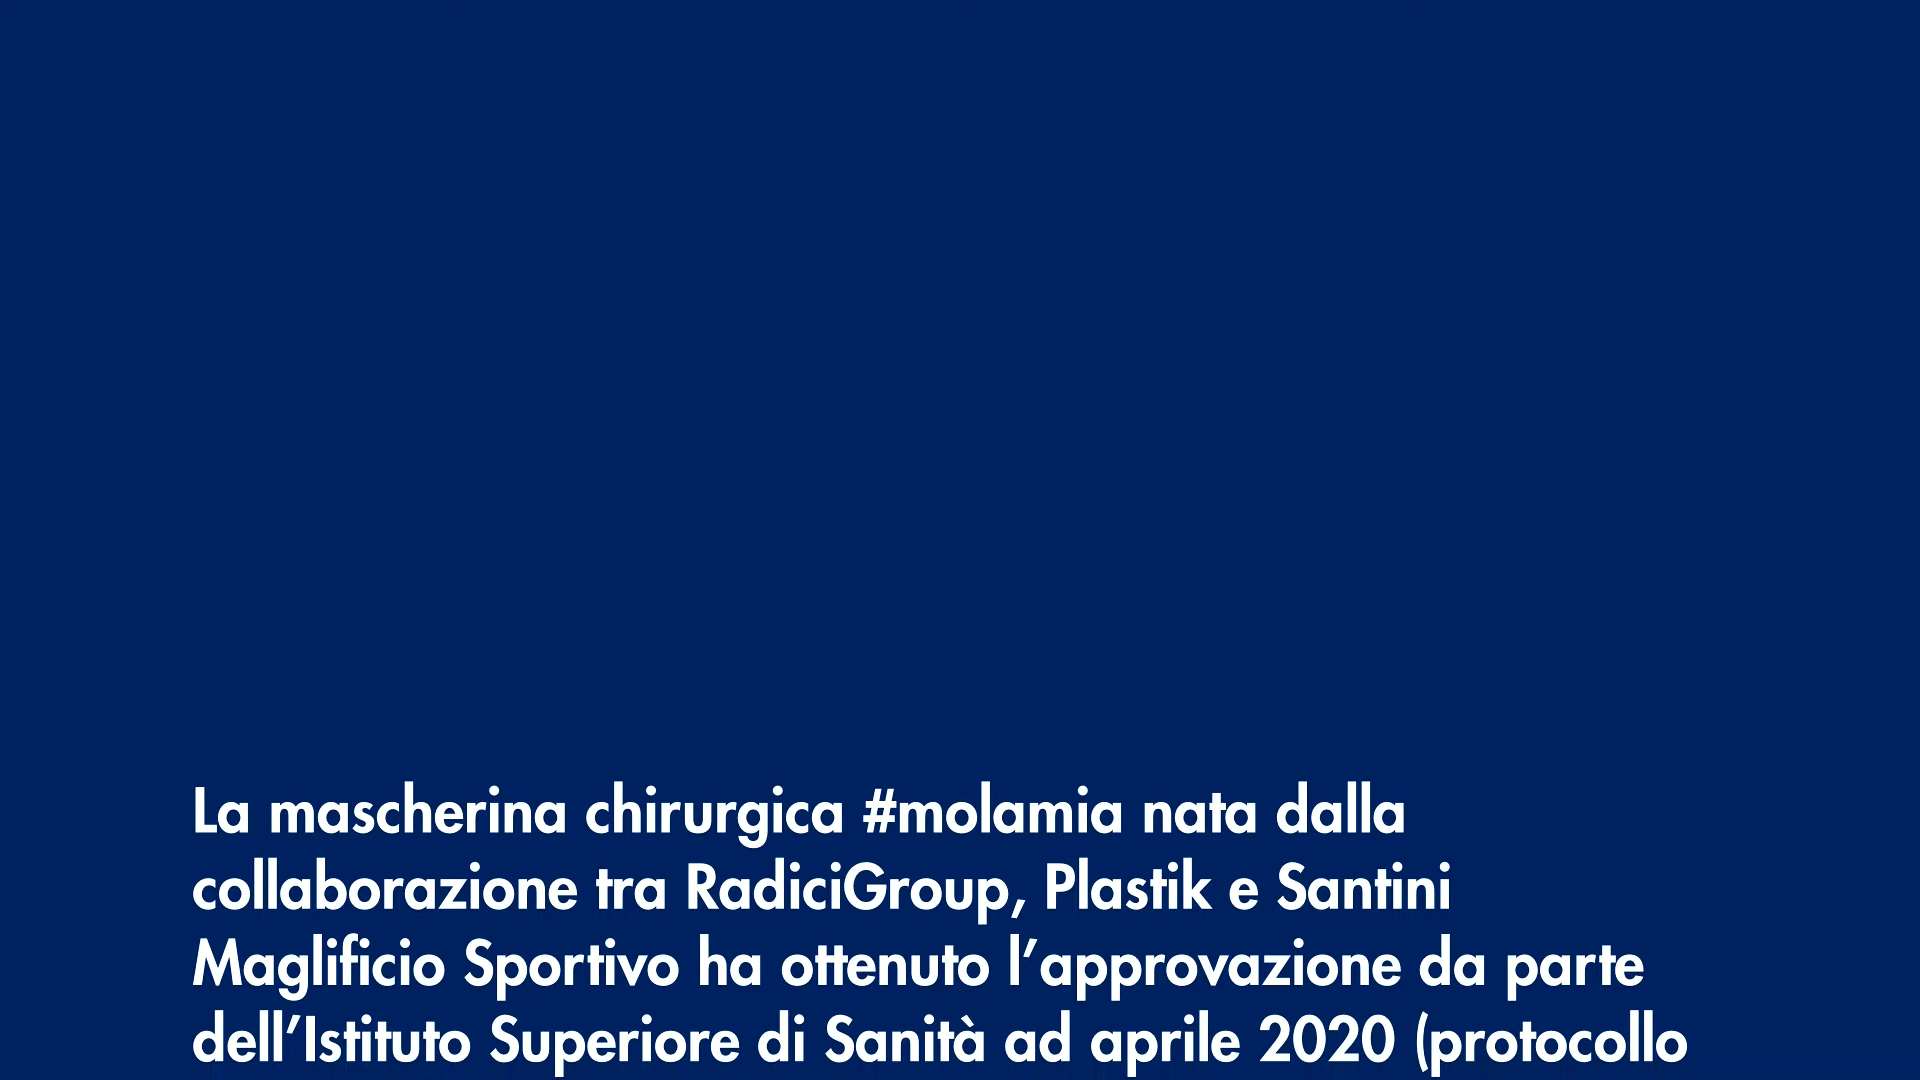 La mascherina chirurgica #molamia nata dalla
collaborazione tra RadiciGroup, Plastik e Santini
Maglificio Sportivo ha ottenuto l’approvazione da parte
dell’Istituto Superiore di Sanità ad aprile 2020 (protocollo